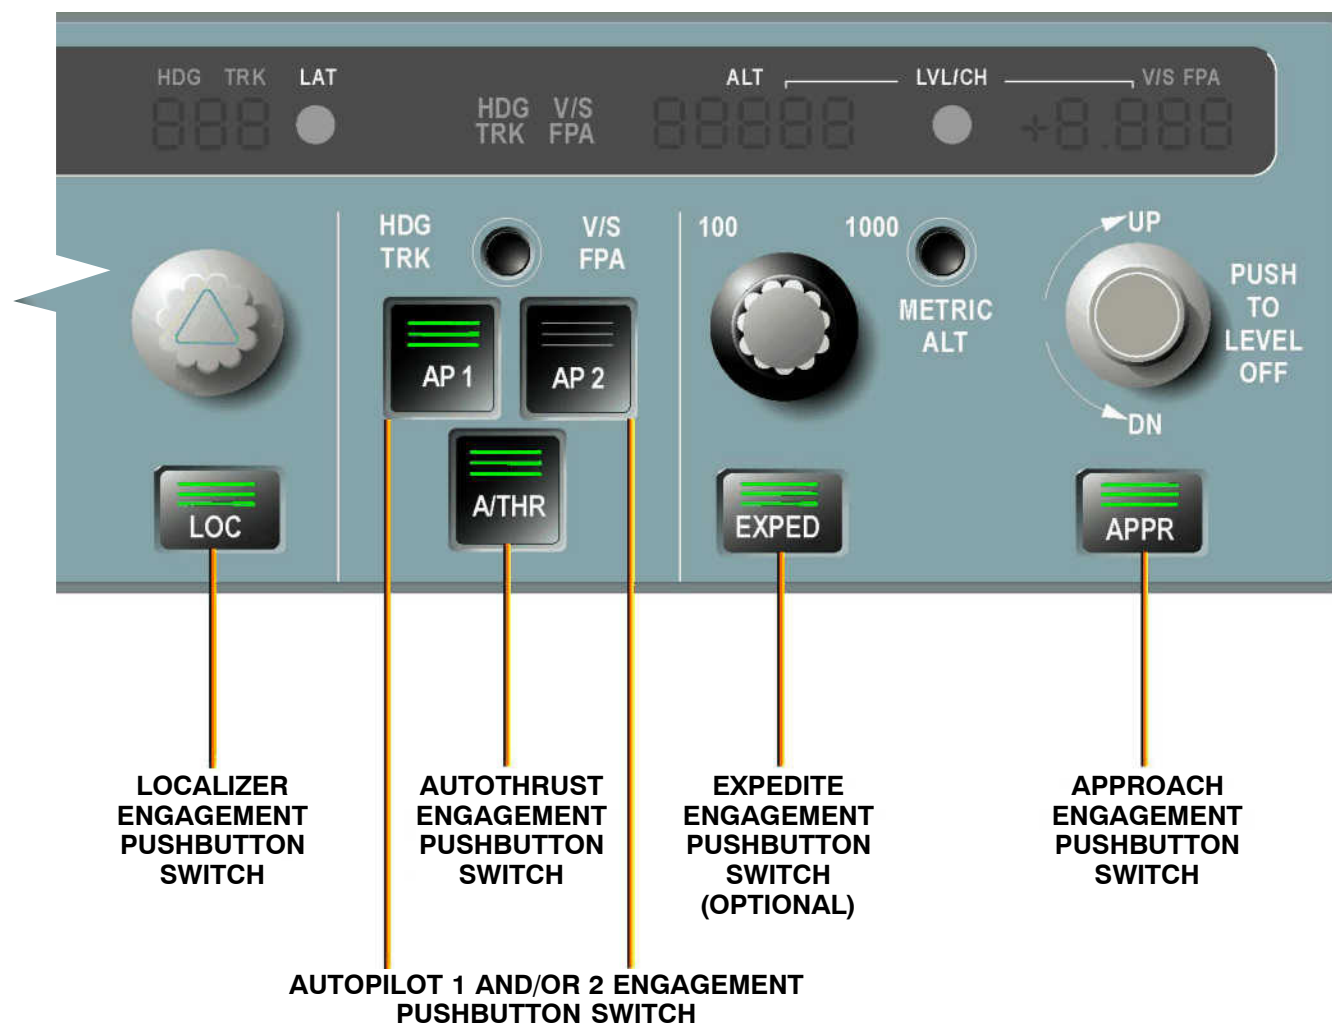 HDG TRK LAT
HDG V/S
TRK FPA
ALT LVL/CH V/S FPA
88888 +8.888
888
HDG
TRK
V/S
FPA
100 1000
METRIC
ALT
UP
DN
PUSH
TO
LEVEL
OFF
AP 1
AP 2
A/THR
LOC
EXPED
APPR
LOCALIZER
ENGAGEMENT
PUSHBUTTON
SWITCH
AUTOTHRUST
ENGAGEMENT
PUSHBUTTON
SWITCH
EXPEDITE
ENGAGEMENT
PUSHBUTTON
SWITCH
(OPTIONAL)
APPROACH
ENGAGEMENT
PUSHBUTTON
SWITCH
AUTOPILOT 1 AND/OR 2 ENGAGEMENT
PUSHBUTTON SWITCH